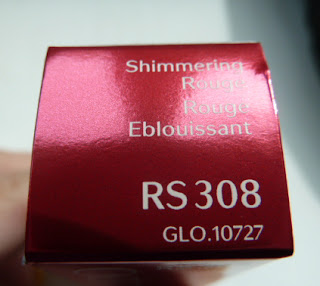 Shimmering
Rouge
Rouge
Eblouissant
RS 308
GLO.10727